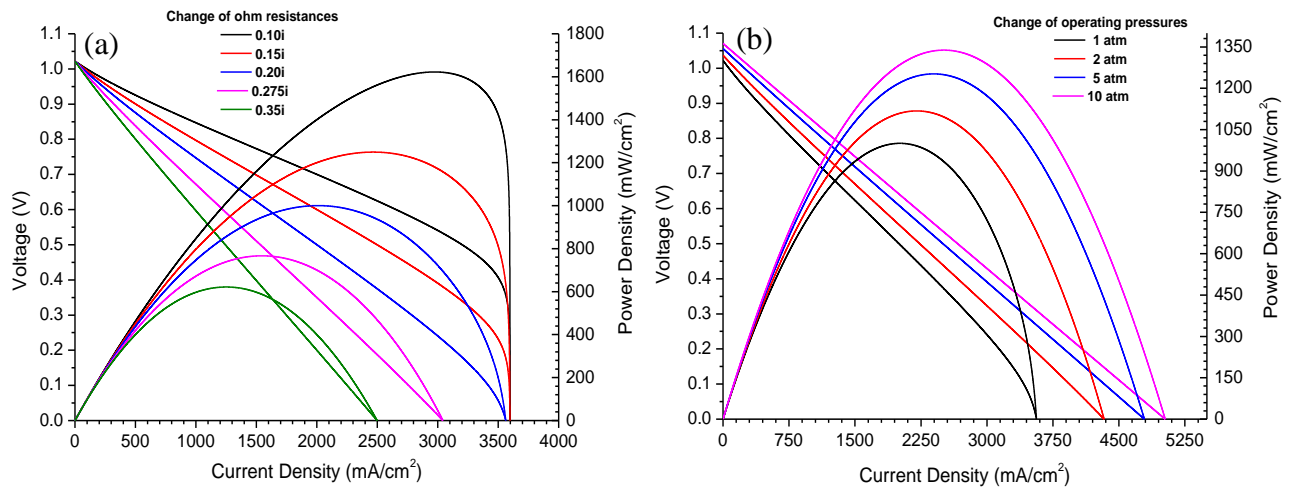 Change of ohm resistances
0.10i
0.15i
0.20i
0.275i
0.35i
(a)
1.1
1.0
0.9
0.8
0.7
0.6
0.5
0.4
0.3
0.2
0.1
0.0
Voltage (V)
1800
1600
1400
1200
1000
800
600
400
200
0
Power Density (mW/cm²)
0 500 1000 1500 2000 2500 3000 3500 4000
Current Density (mA/cm²)
Change of operating pressures
1 atm
2 atm
5 atm
10 atm
(b)
1.1
1.0
0.9
0.8
0.7
0.6
0.5
0.4
0.3
0.2
0.1
0.0
Voltage (V)
1350
1200
1050
900
750
600
450
300
150
0
Power Density (mW/cm²)
0 750 1500 2250 3000 3750 4500 5250
Current Density (mA/cm²)